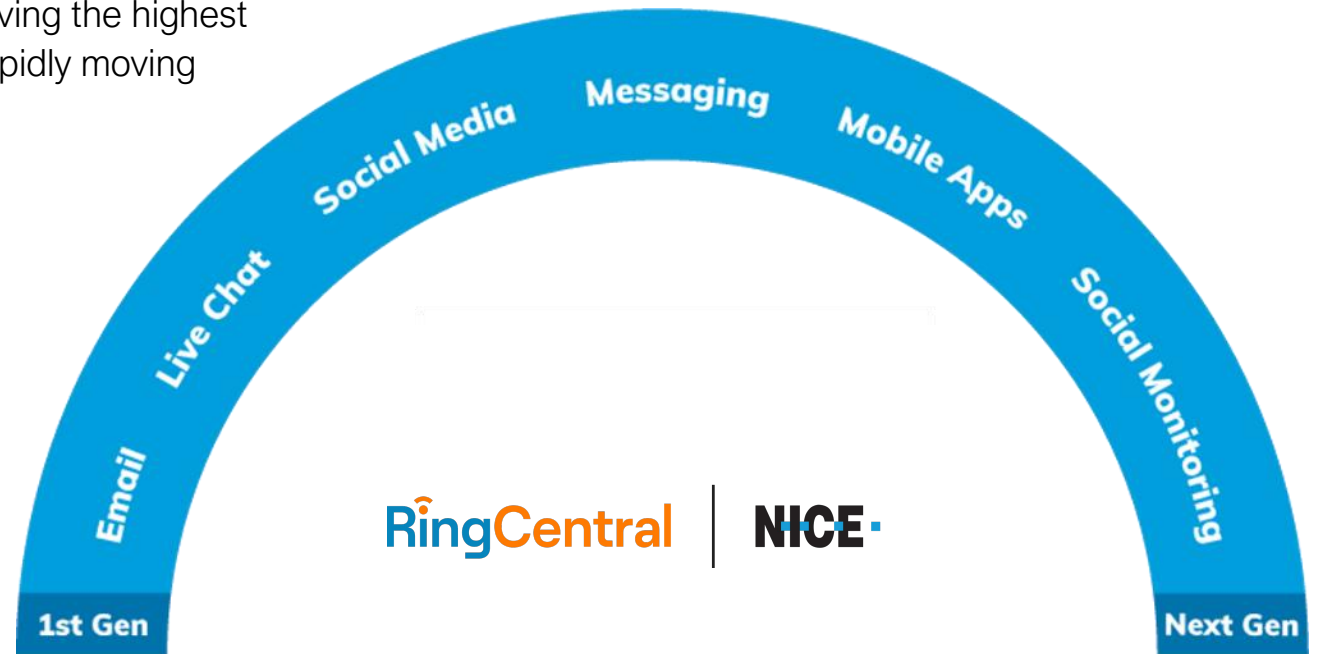 ving the highest
pidly moving
Messaging
Social Media
Mobile Apps
Live Chat
Social Monitoring
Email
RingCentral | NICE
1st Gen
Next Gen